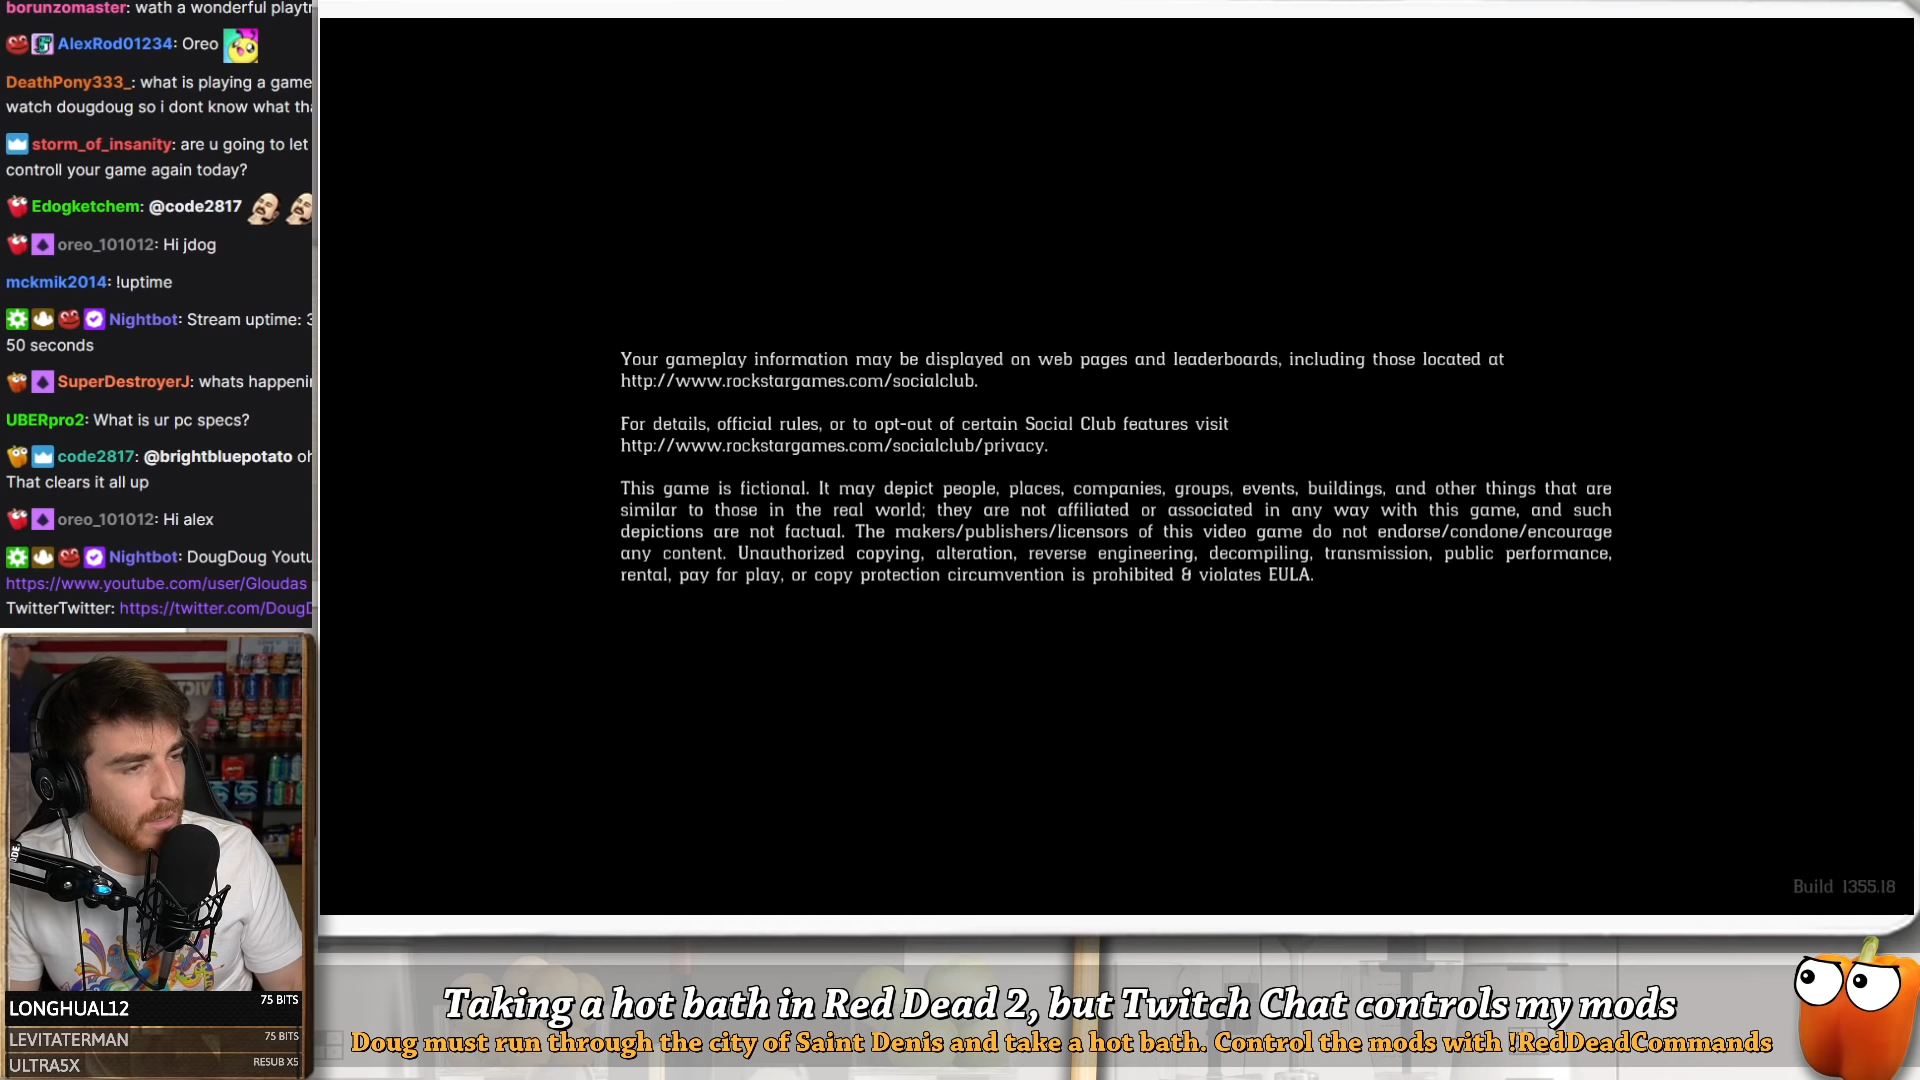 borunzomaster: wath a wonderful playt
AlexRod01234: Oreo
DeathPony333_: what is playing a game
watch dougdoug so i dont know what
storm_of_insanity: are u going to let
controll your game again today?
Edogketchem: @code2817
oreo_101012: Hi jdog
mckmik2014: !uptime
Nightbot: Stream uptime: 3
50 seconds
SuperDestroyerJ: whats happenin
UBERpro2: What is ur pc specs?
code2817: @brightbluepotato oh
That clears it all up
oreo_101012: Hi alex
Nightbot: DougDoug Youtu
https://www.youtube.com/user/Gloudas
TwitterTwitter: https://twitter.com/DougD
Your gameplay information may be displayed on web pages and leaderboards, including those located at
http://www.rockstargames.com/socialclub.
For details, official rules, or to opt-out of certain Social Club features visit
http://www.rockstargames.com/socialclub/privacy.
This game is fictional. It may depict people, places, companies, groups, events, buildings, and other things that are
similar to those in the real world; they are not affiliated or associated in any way with this game, and such
depictions are not factual. The makers/publishers/licensors of this video game do not endorse/condone/encourage
any content. Unauthorized copying, alteration, reverse engineering, decompiling, transmission, public performance,
rental, pay for play, or copy protection circumvention is prohibited & violates EULA.
Build 1355.18
LONGHUAL12 75 BITS
LEVITATERMAN 75 BITS
ULTRA5X RESUB X5
Taking a hot bath in Red Dead 2, but Twitch Chat controls my mods
Doug must run through the city of Saint Denis and take a hot bath. Control the mods with !RedDeadCommands